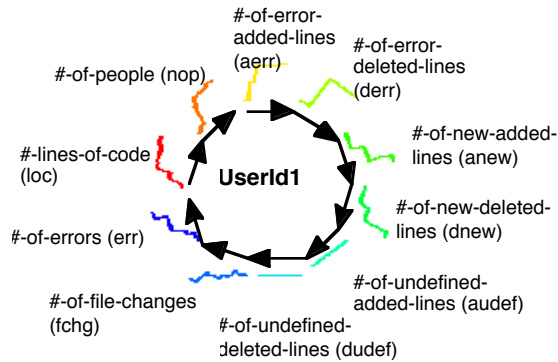 #-of-error-
added-lines
(aerr)
#-of-error-
deleted-lines
(derr)
#-of-people (nop)
#-of-new-added-
lines (anew)
#-lines-of-code
(loc)
UserId1
#-of-new-deleted-
lines (dnew)
#-of-errors (err)
#-of-undefined-
added-lines (audef)
#-of-file-changes
(fchg)
#-of-undefined-
deleted-lines (dudef)